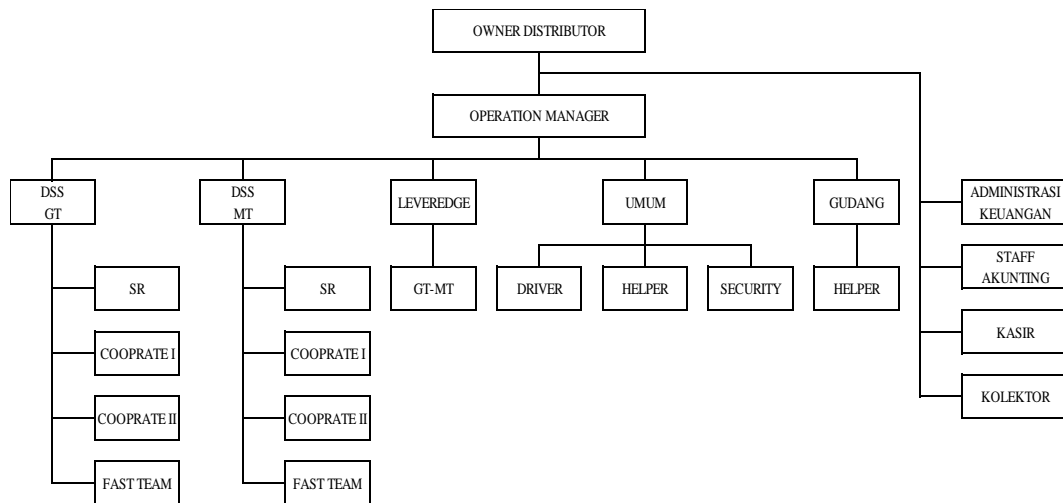 OWNER DISTRIBUTOR
OPERATION MANAGER
DSS
GT
DSS
MT
LEVEREDGE
UMUM
GUDANG
ADMINISTRASI
KEUANGAN
SR
SR
GT-MT
DRIVER
HELPER
SECURITY
HELPER
STAFF
AKUNTING
COOPRATE I
COOPRATE I
KASIR
COOPRATE II
COOPRATE II
KOLEKTOR
FAST TEAM
FAST TEAM